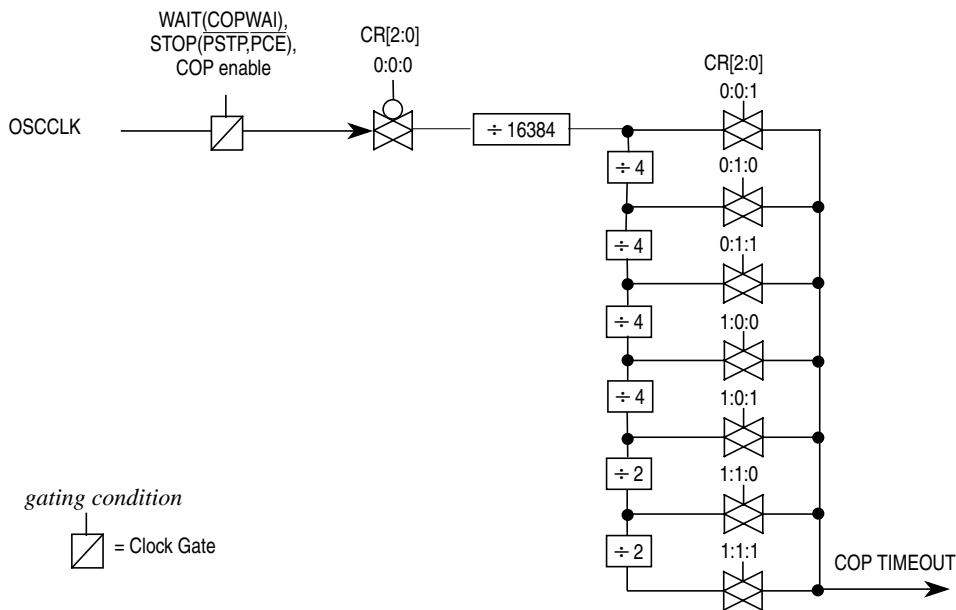 WAIT(COPWAI),
STOP(PSTP,PCE),
COP enable
CR[2:0]
0:0:0
OSCCLK
÷ 16384
CR[2:0]
0:0:1
÷ 4
0:1:0
÷ 4
0:1:1
÷ 4
1:0:0
÷ 4
1:0:1
÷ 2
1:1:0
÷ 2
1:1:1
COP TIMEOUT
gating condition
= Clock Gate